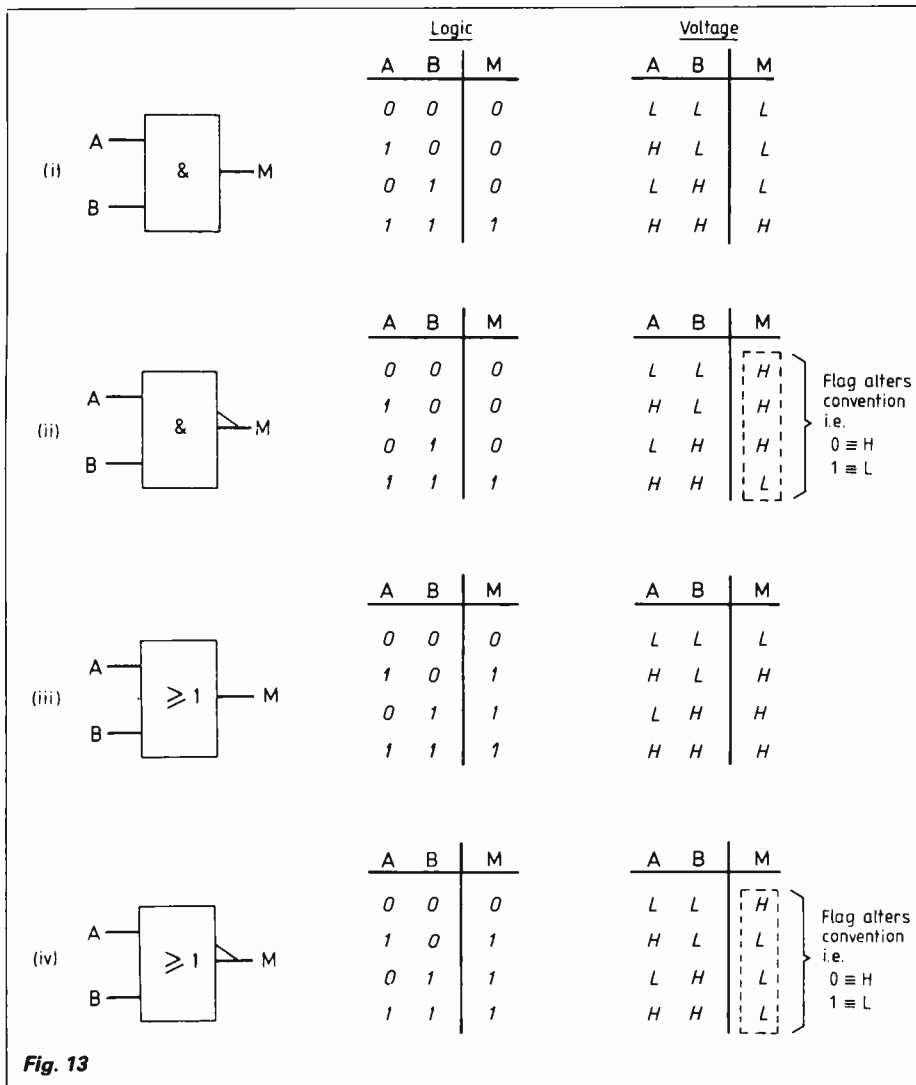 Logic Voltage
A B M A B M
0 0 0 L L L
1 0 0 H L L
0 1 0 L H L
1 1 1 H H H
(i) A B & M
A B M A B M
0 0 0 L L H
1 0 0 H L H
0 1 0 L H H
1 1 1 H H L
(ii) A B & M
Flag alters
convention
i.e.
0 ≡ H
1 ≡ L
A B M A B M
0 0 0 L L L
1 0 1 H L H
0 1 1 L H H
1 1 1 H H H
(iii) A B ⩾ 1 M
A B M A B M
0 0 0 L L H
1 0 1 H L L
0 1 1 L H L
1 1 1 H H L
(iv) A B ⩾ 1 M
Flag alters
convention
i.e.
0 ≡ H
1 ≡ L
Fig. 13